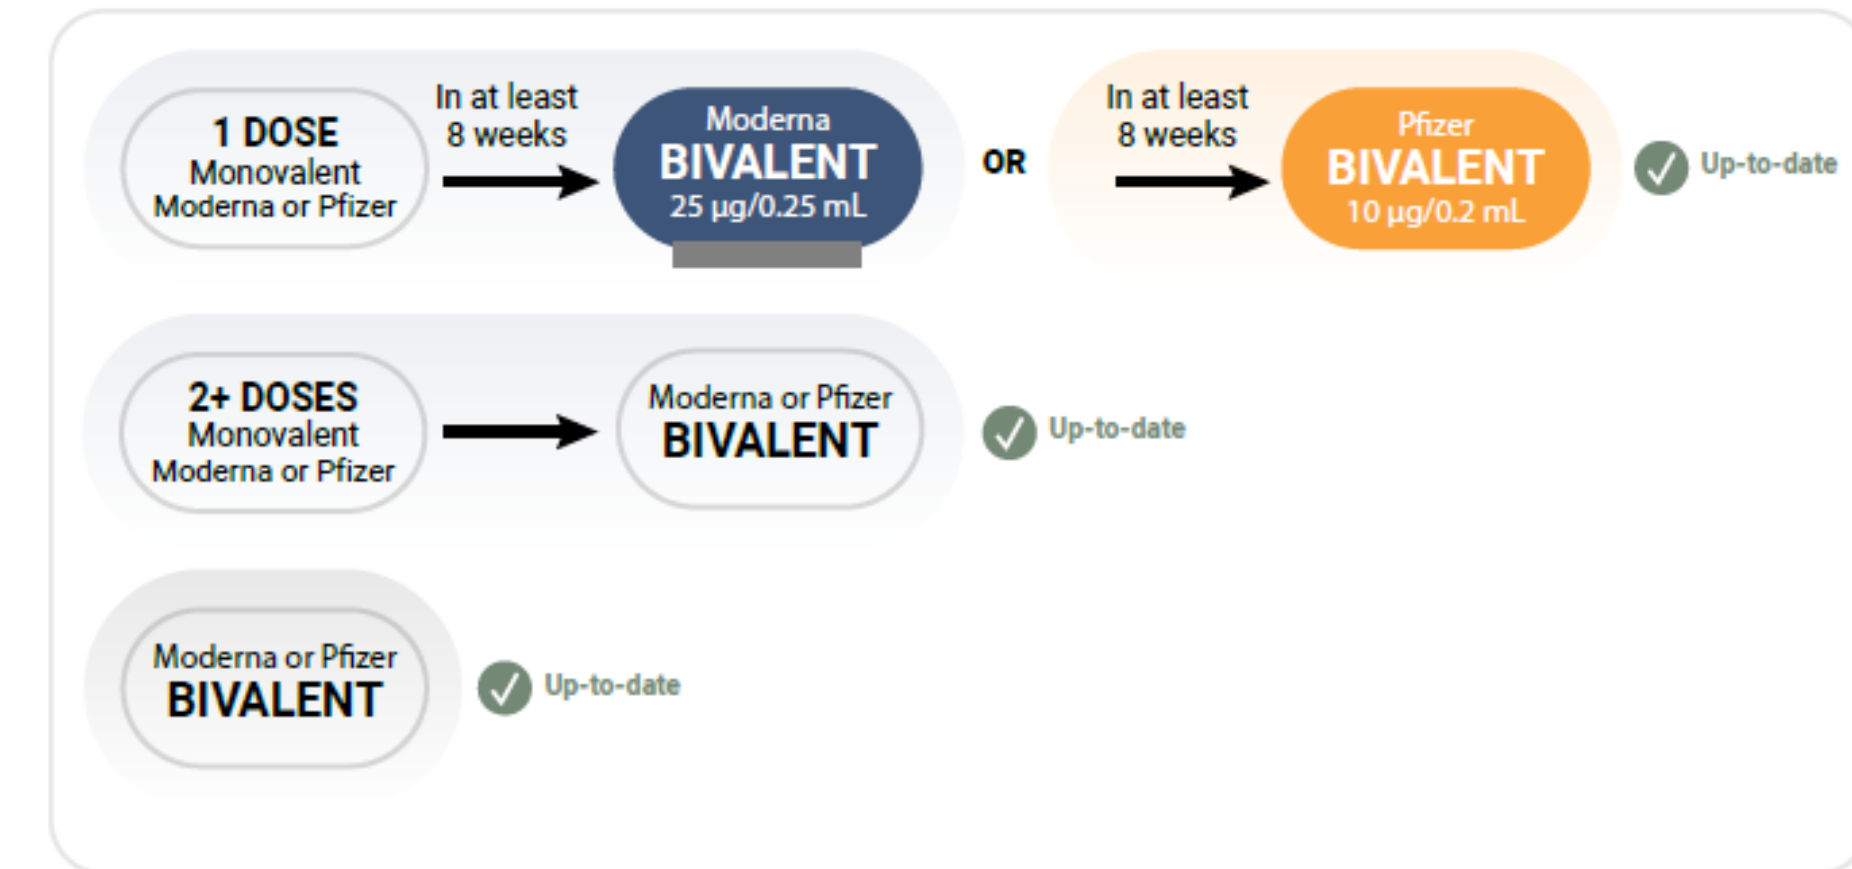 1 DOSE
Monovalent
Moderna or Pfizer
In at least
8 weeks
Moderna
BIVALENT
25 µg/0.25 mL
OR
In at least
8 weeks
Pfizer
BIVALENT
10 µg/0.2 mL
Up-to-date
2+ DOSES
Monovalent
Moderna or Pfizer
Moderna or Pfizer
BIVALENT
Up-to-date
Moderna or Pfizer
BIVALENT
Up-to-date